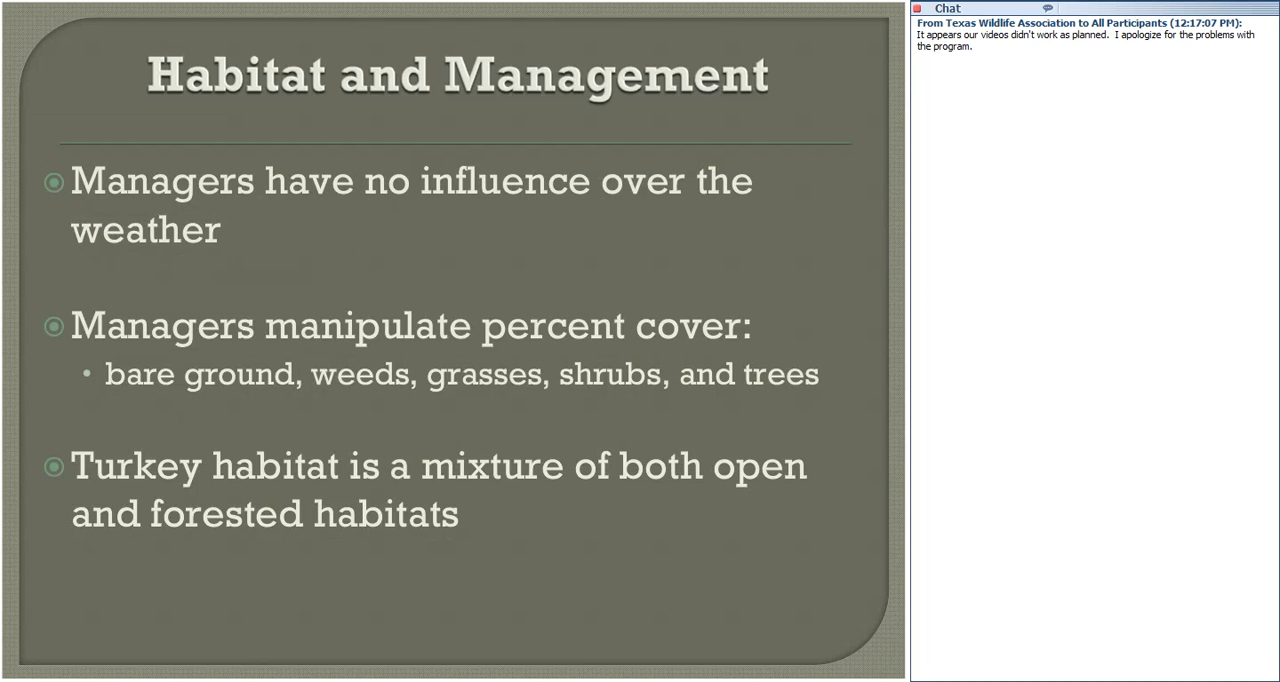 Habitat and Management
Managers have no influence over the
weather
Managers manipulate percent cover:
bare ground, weeds, grasses, shrubs, and trees
Turkey habitat is a mixture of both open
and forested habitats
Chat
From Texas Wildlife Association to All Participants (12:17:07 PM):
It appears our videos didn't work as planned.  I apologize for the problems with
the program.